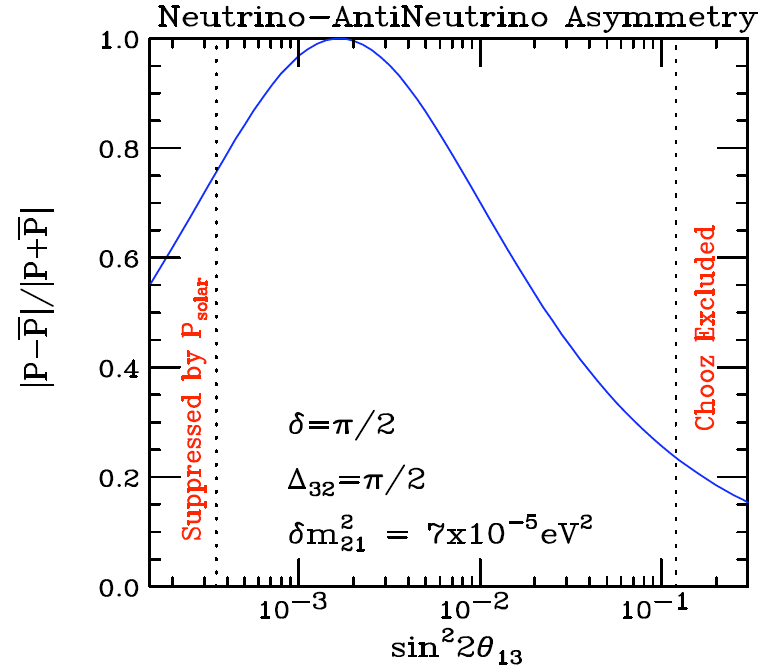 Neutrino-AntiNeutrino Asymmetry
|P-P̅|/|P+P̅|
1.0
0.8
0.6
0.4
0.2
0.0
Suppressed by P_solar
Chooz Excluded
δ=π/2
Δ₃₂=π/2
δm²₂₁ = 7x10⁻⁵eV²
10⁻³
10⁻²
10⁻¹
sin²2θ₁₃